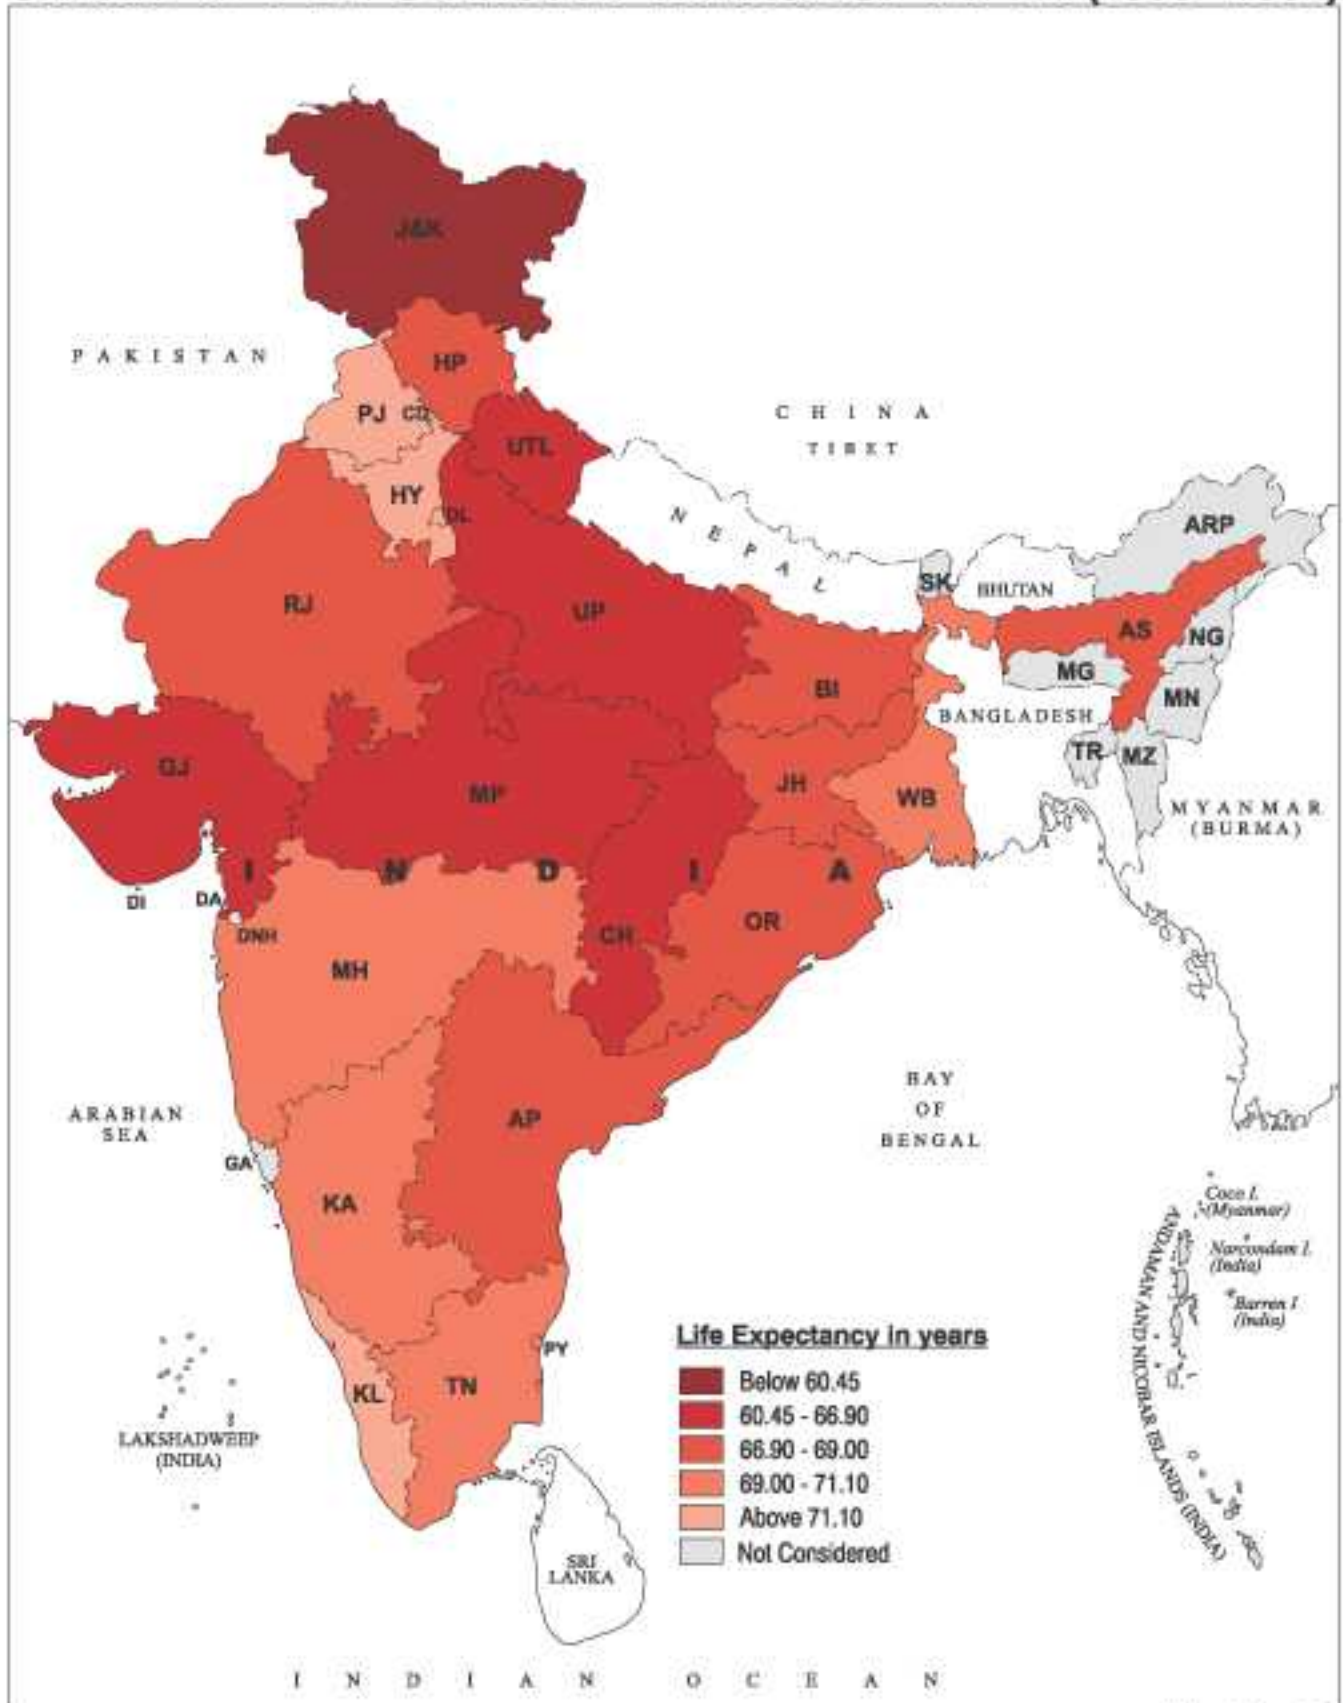 J&K
PAKISTAN
HP
CHINA
TIBET
PJ
CD
UTL
HY
DL
NEPAL
ARP
SK
BHUTAN
RJ
UP
AS
NG
MG
BI
MN
BANGLADESH
TR
MZ
GJ
MP
JH
WB
MYANMAR
(BURMA)
INDIA
DI
DA
DNH
CH
OR
MH
ARABIAN
SEA
AP
BAY
OF
BENGAL
GA
KA
Coco I.
(Myanmar)
Narcondam I.
(India)
Barren I
(India)
ANDAMAN AND NICOBAR ISLANDS (INDIA)
PY
KL
TN
LAKSHADWEEP
(INDIA)
Life Expectancy in years
Below 60.45
60.45 - 66.90
66.90 - 69.00
69.00 - 71.10
Above 71.10
Not Considered
SRI
LANKA
INDIAN OCEAN